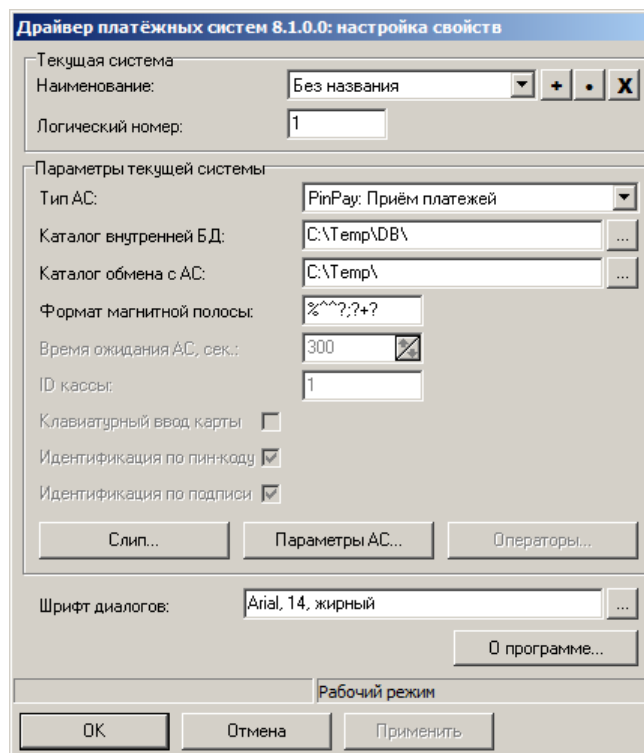 Драйвер платёжных систем 8.1.0.0: настройка свойств
Текущая система
Наименование: Без названия + • X
Логический номер: 1
Параметры текущей системы
Тип АС: PinPay: Приём платежей
Каталог внутренней БД: C:\Temp\DB\ ...
Каталог обмена с АС: C:\Temp\ ...
Формат магнитной полосы: %^^?;?+?
Время ожидания АС, сек.: 300
ID кассы: 1
Клавиатурный ввод карты
Идентификация по пин-коду
Идентификация по подписи
Слип... Параметры АС... Операторы...
Шрифт диалогов: Arial, 14, жирный ...
О программе...
Рабочий режим
OK Отмена Применить